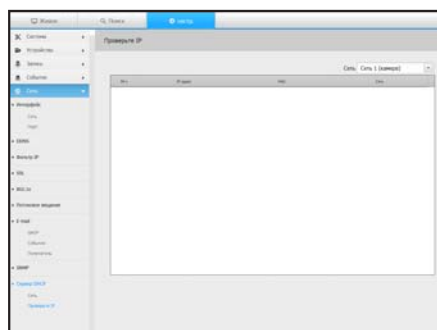 Живое
Поиск
Настр
Система
Устройство
Запись
Событие
Сеть
Интерфейс
Сеть
Порт
DDNS
Фильтр IP
SSL
802.1x
Потоковое вещание
E-mail
SMTP
Событие
Получатель
SNMP
Сервер DHCP
Сеть
Проверьте IP
Проверьте IP
Сеть Сеть 1 (камера)
IP-адрес
MAC
Сеть